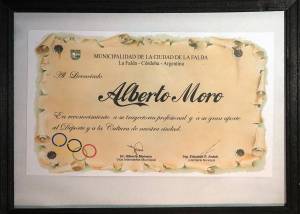 MUNICIPALIDAD DE LA CIUDAD DE LA FALDA
La Falda - Córdoba - Argentina
Al Licenciado
Alberto Moro
En reconocimiento a su trayectoria profesional y a su gran aporte
al Deporte y a la Cultura de nuestra ciudad.